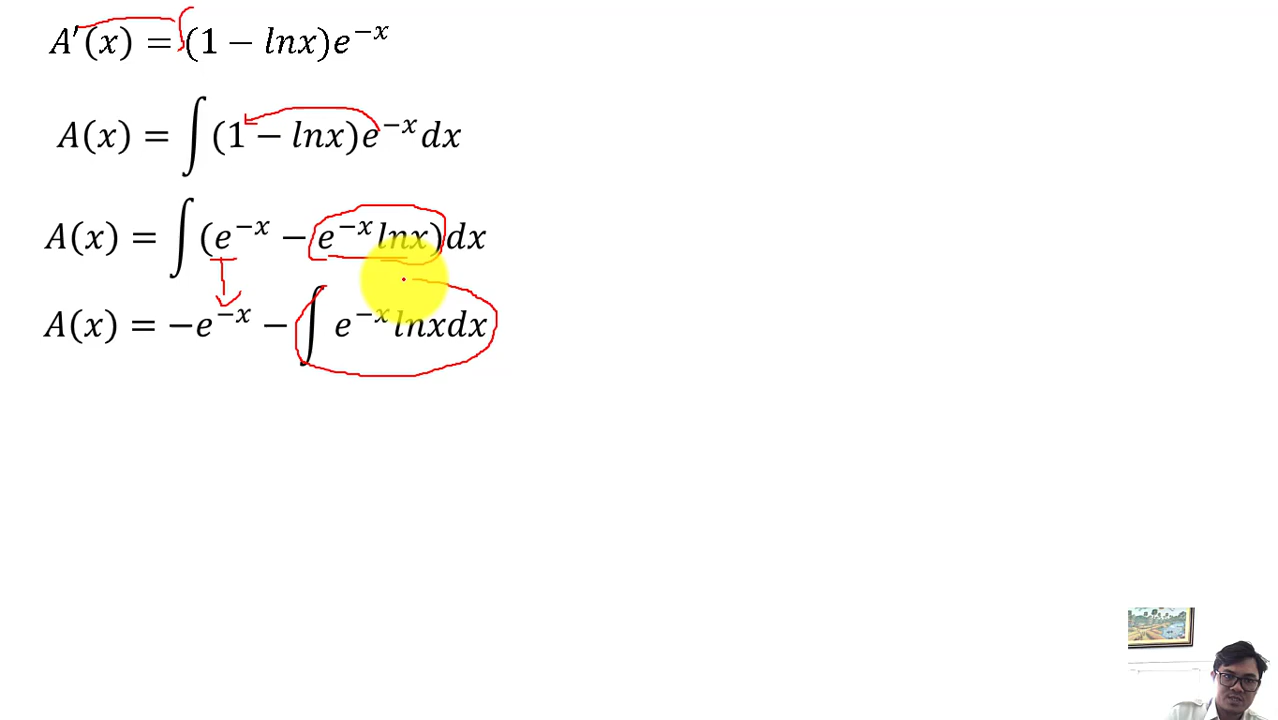 A'(x) = (1 − lnx)e^{−x}
A(x) = ∫ (1 − lnx)e^{−x} dx
A(x) = ∫ (e^{−x} − e^{−x} lnx) dx
A(x) = −e^{−x} − ∫ e^{−x} lnxdx